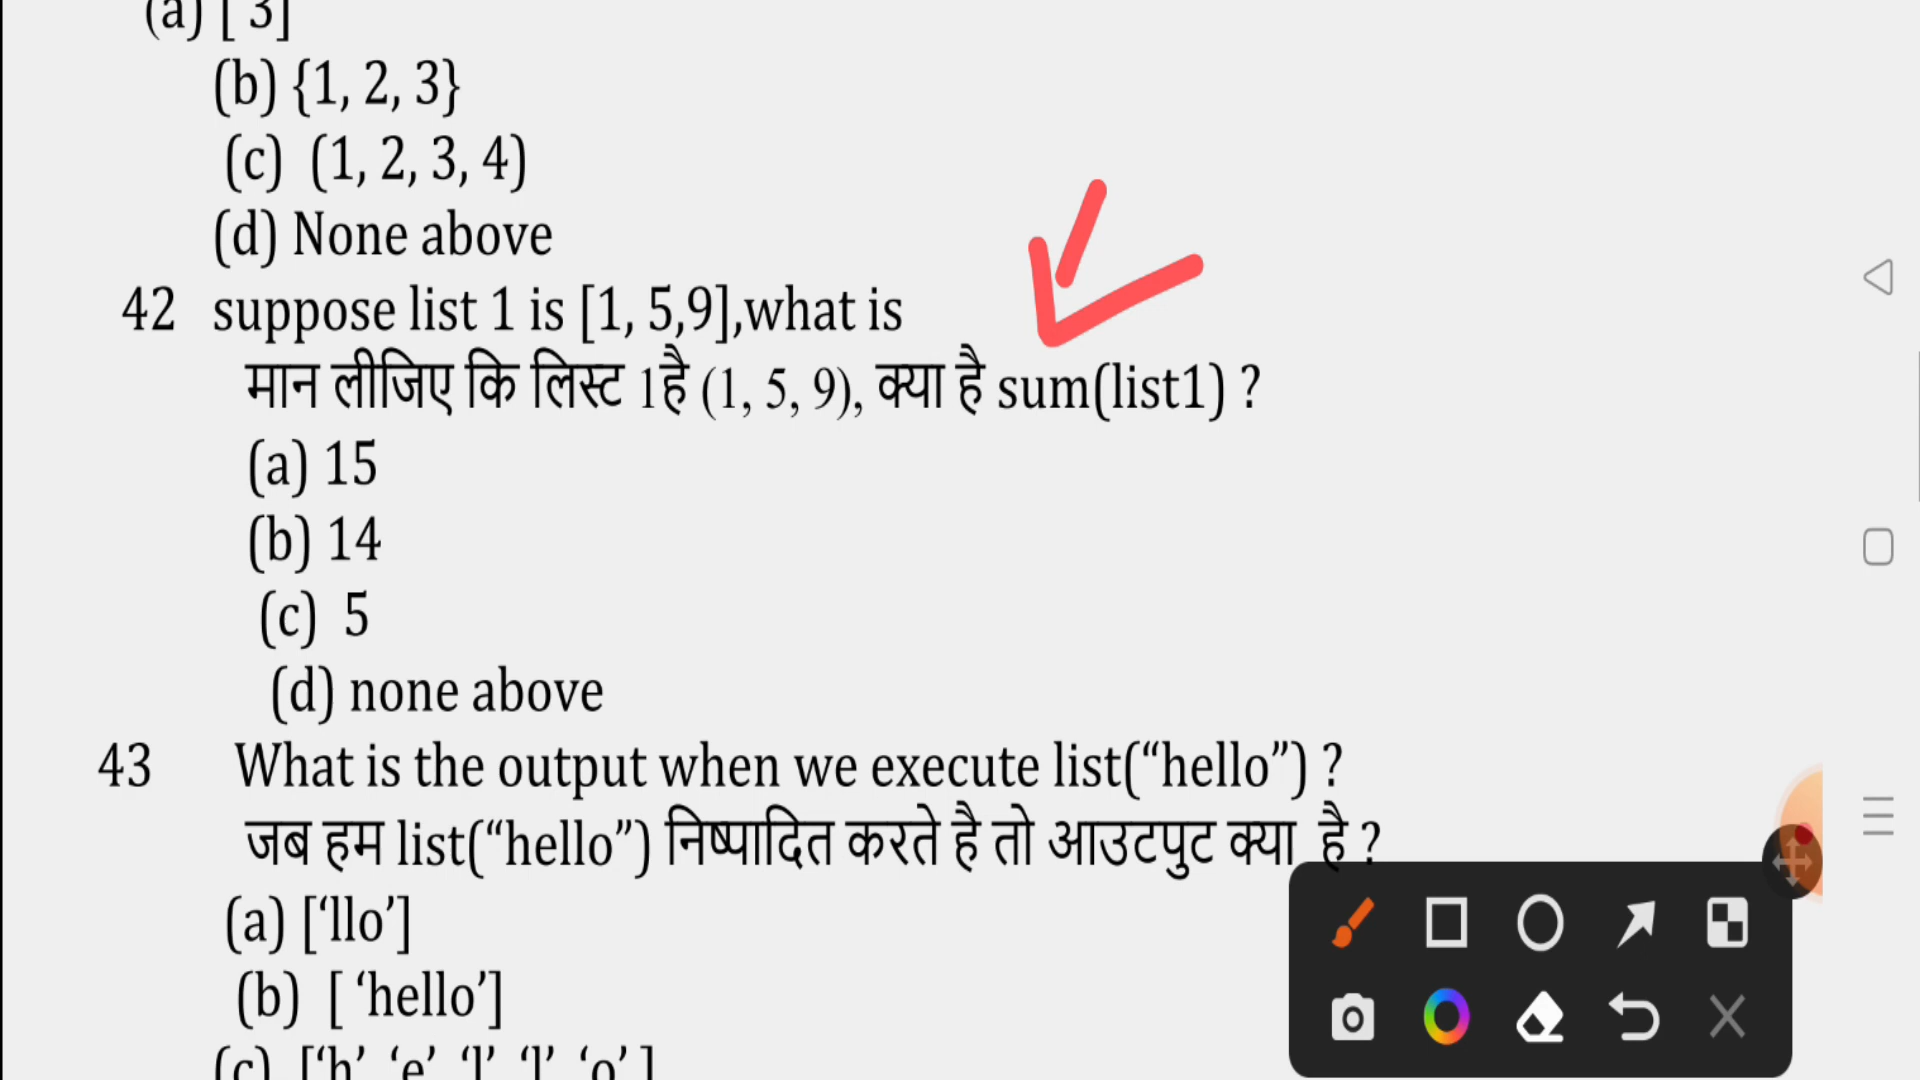 (a) [ 3]
(b) {1, 2, 3}
(c) (1, 2, 3, 4)
(d) None above
42 suppose list 1 is [1, 5,9],what is
मान लीजिए कि लिस्ट 1है (1, 5, 9), क्या है sum(list1) ?
(a) 15
(b) 14
(c) 5
(d) none above
43 What is the output when we execute list(“hello”) ?
जब हम list(“hello”) निष्पादित करते है तो आउटपुट क्या है ?
(a) [‘llo’]
(b) [ ‘hello’]
(c) [‘h’ ‘e’ ‘l’ ‘l’ ‘o’ ]